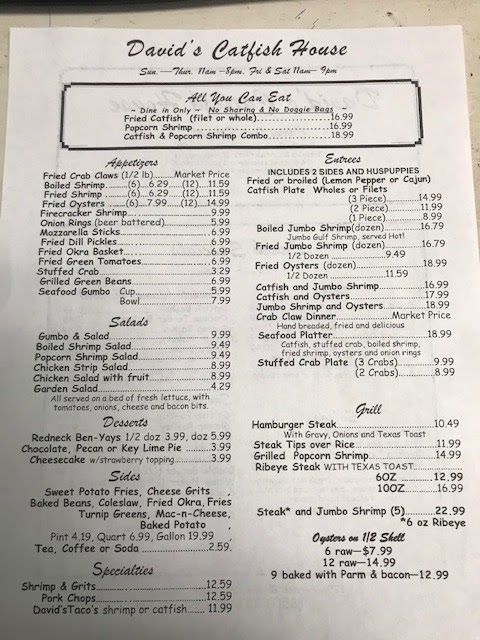 David's Catfish House
Sun.—Thur. 11am—8pm. Fri & Sat 11am—9pm
All You Can Eat
~ Dine in Only ~ No Sharing & No Doggie Bags ~
Fried Catfish (filet or whole)....................16.99
Popcorn Shrimp ....................................16.99
Catfish & Popcorn Shrimp Combo................18.99
Appetizers
Fried Crab Claws (1/2 lb).......Market Price
Boiled Shrimp.......(6)...6.29 ....(12)...11.59
Fried Shrimp .......(6)...6.29 ....(12)...11.59
Fried Oysters ......(6)...7.99 ....(12)...14.99
Firecracker Shrimp............................9.99
Onion Rings (beer battered).............5.99
Mozzarella Sticks............................6.99
Fried Dill Pickles............................6.99
Fried Okra Basket...........................6.99
Fried Green Tomatoes.....................6.99
Stuffed Crab..................................3.29
Grilled Green Beans........................6.99
Seafood Gumbo Cup......................5.99
Bowl......................7.99
Salads
Gumbo & Salad..............................9.99
Boiled Shrimp Salad.......................9.49
Popcorn Shrimp Salad....................9.49
Chicken Strip Salad.......................8.99
Chicken Salad with fruit................8.99
Garden Salad................................4.29
All served on a bed of fresh lettuce, with
tomatoes, onions, cheese and bacon bits.
Desserts
Redneck Ben-Yays 1/2 doz 3.99, doz 5.99
Chocolate, Pecan or Key Lime Pie .........3.99
Cheesecake w/strawberry topping..........3.99
Sides
Sweet Potato Fries, Cheese Grits ,
Baked Beans, Coleslaw, Fried Okra, Fries
Turnip Greens, Mac-n-Cheese,
Baked Potato
Pint 4.19, Quart 6.99, Gallon 19.99
Tea, Coffee or Soda ....................2.59
Specialties
Shrimp & Grits...........................12.59
Pork Chops................................12.59
David'sTaco's shrimp or catfish..... 11.99
Entrees
INCLUDES 2 SIDES AND HUSPUPPIES
Fried or broiled (Lemon Pepper or Cajun)
Catfish Plate Wholes or Filets
(3 Piece)...............14.99
(2 Piece)...............11.99
(1 Piece).................8.99
Boiled Jumbo Shrimp(dozen)..............16.79
Jumbo Gulf Shrimp, served Hot!
Fried Jumbo Shrimp (dozen)..............16.79
1/2 Dozen ..................9.49
Fried Oysters (dozen).....................18.99
1/2 Dozen ..................11.59
Catfish and Jumbo Shrimp................16.99
Catfish and Oysters.........................17.99
Jumbo Shrimp and Oysters...............18.99
Crab Claw Dinner.....................Market Price
Hand breaded, fried and delicious
Seafood Platter..............................18.99
Catfish, stuffed crab, boiled shrimp,
fried shrimp, oysters and onion rings
Stuffed Crab Plate (3 Crabs)..............9.99
(2 Crabs)..............8.99
Grill
Hamburger Steak............................10.49
With Gravy, Onions and Texas Toast
Steak Tips over Rice........................11.99
Grilled Popcorn Shrimp....................14.99
Ribeye Steak WITH TEXAS TOAST..........
6OZ ............12.99
10OZ...........16.99
Steak* and Jumbo Shrimp (5)..........22.99
*6 oz Ribeye
Oysters on 1/2 Shell
6 raw—$7.99
12 raw—14.99
9 baked with Parm & bacon—12.99